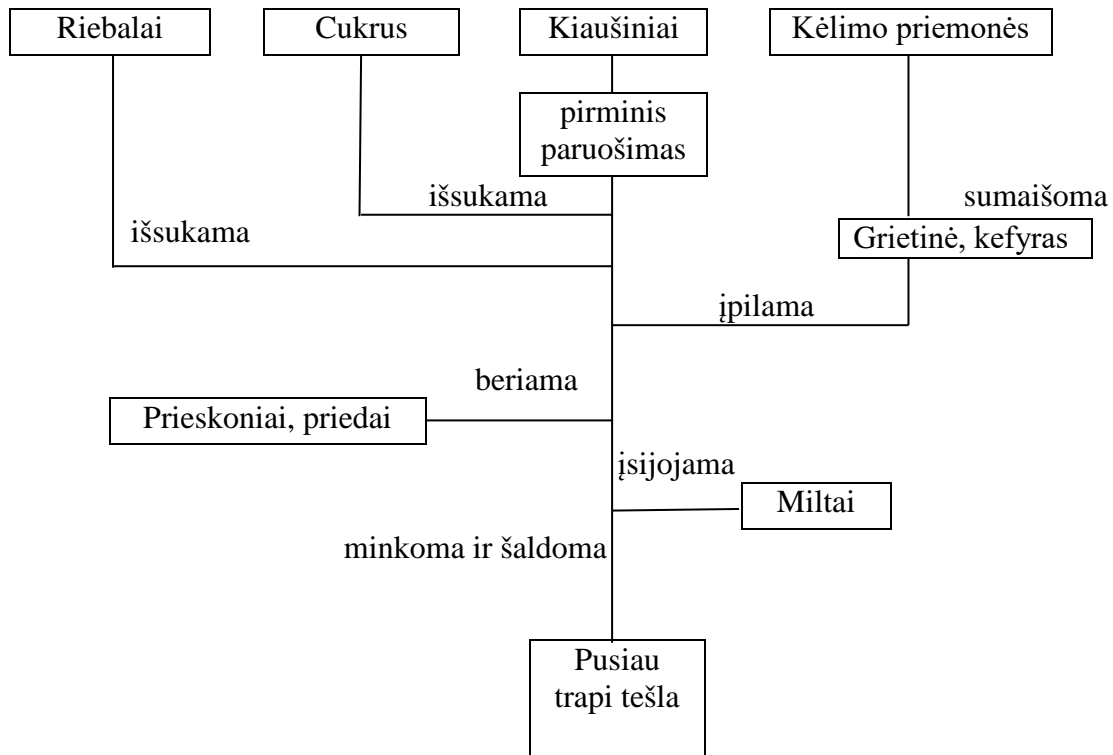 Riebalai
Cukrus
Kiaušiniai
Kėlimo priemonės
pirminis
paruošimas
išsukama
sumaišoma
išsukama
Grietinė, kefyras
įpilama
beriama
Prieskoniai, priedai
įsijojama
Miltai
minkoma ir šaldoma
Pusiau
trapi tešla